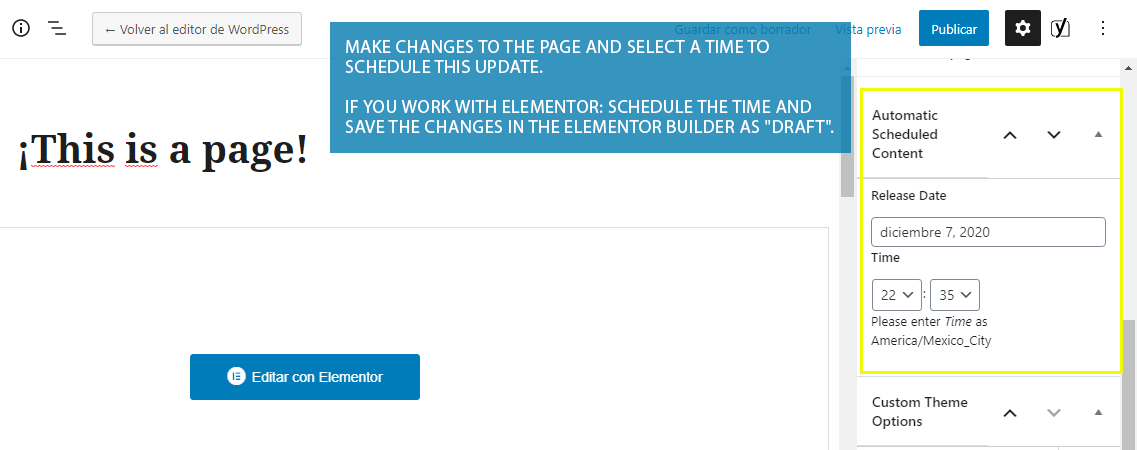 ← Volver al editor de WordPress
Guardar como borrador
Vista previa
Publicar
MAKE CHANGES TO THE PAGE AND SELECT A TIME TO
SCHEDULE THIS UPDATE.
IF YOU WORK WITH ELEMENTOR: SCHEDULE THE TIME AND
SAVE THE CHANGES IN THE ELEMENTOR BUILDER AS "DRAFT".
¡This is a page!
Editar con Elementor
Automatic
Scheduled
Content
Release Date
diciembre 7, 2020
Time
22 : 35
Please enter Time as
America/Mexico_City
Custom Theme
Options